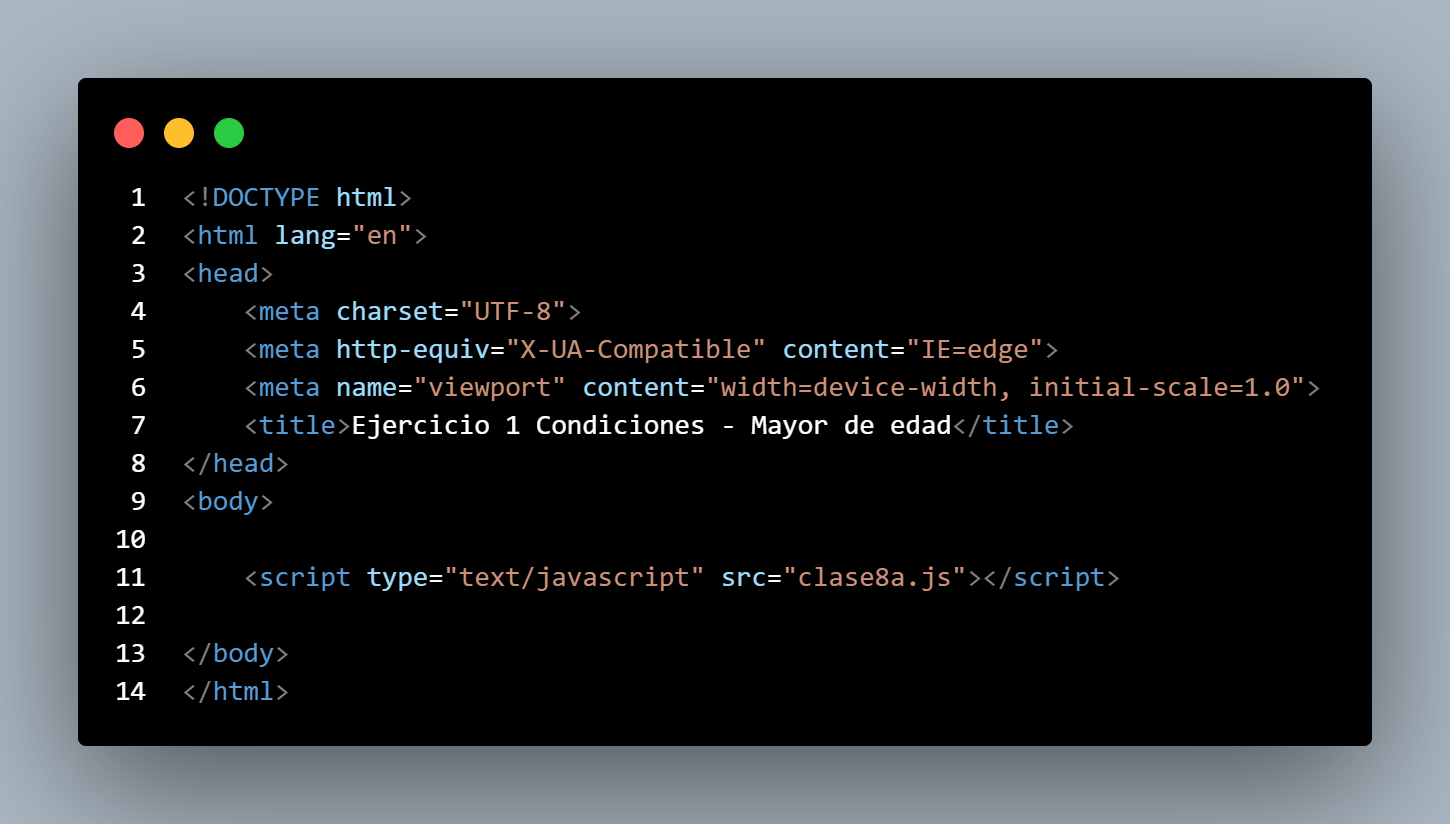 1 <!DOCTYPE html>
2 <html lang="en">
3 <head>
4     <meta charset="UTF-8">
5     <meta http-equiv="X-UA-Compatible" content="IE=edge">
6     <meta name="viewport" content="width=device-width, initial-scale=1.0">
7     <title>Ejercicio 1 Condiciones - Mayor de edad</title>
8 </head>
9 <body>
10
11     <script type="text/javascript" src="clase8a.js"></script>
12
13 </body>
14 </html>